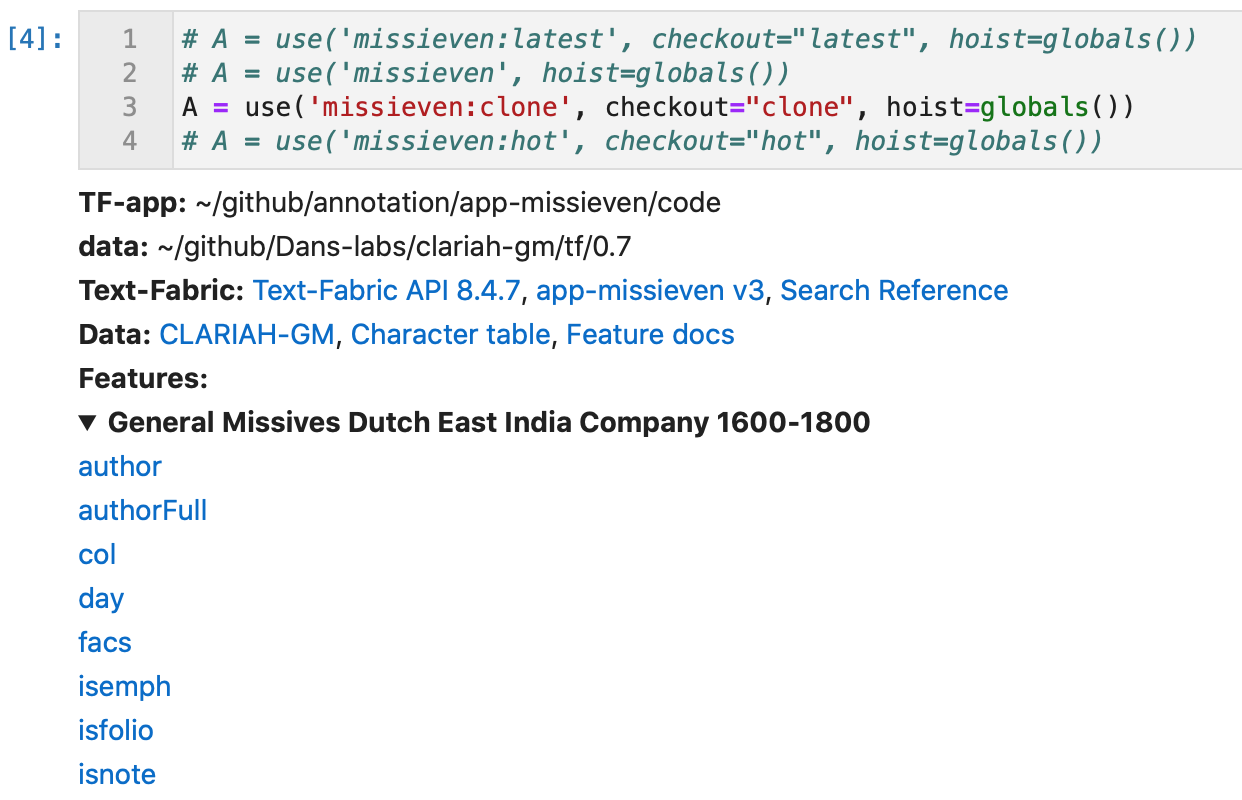 [4]:
1 # A = use('missieven:latest', checkout="latest", hoist=globals())
2 # A = use('missieven', hoist=globals())
3 A = use('missieven:clone', checkout="clone", hoist=globals())
4 # A = use('missieven:hot', checkout="hot", hoist=globals())
TF-app: ~/github/annotation/app-missieven/code
data: ~/github/Dans-labs/clariah-gm/tf/0.7
Text-Fabric: Text-Fabric API 8.4.7, app-missieven v3, Search Reference
Data: CLARIAH-GM, Character table, Feature docs
Features:
▼ General Missives Dutch East India Company 1600-1800
author
authorFull
col
day
facs
isemph
isfolio
isnote